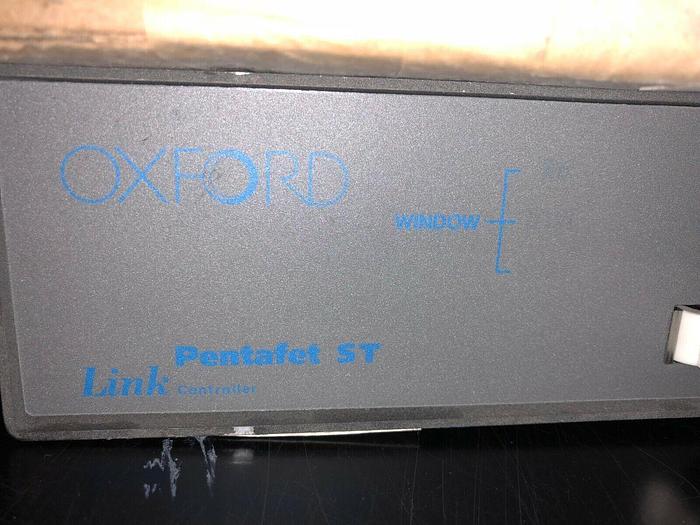 OXFORD
WINDOW
Pentafet ST
Link Controller